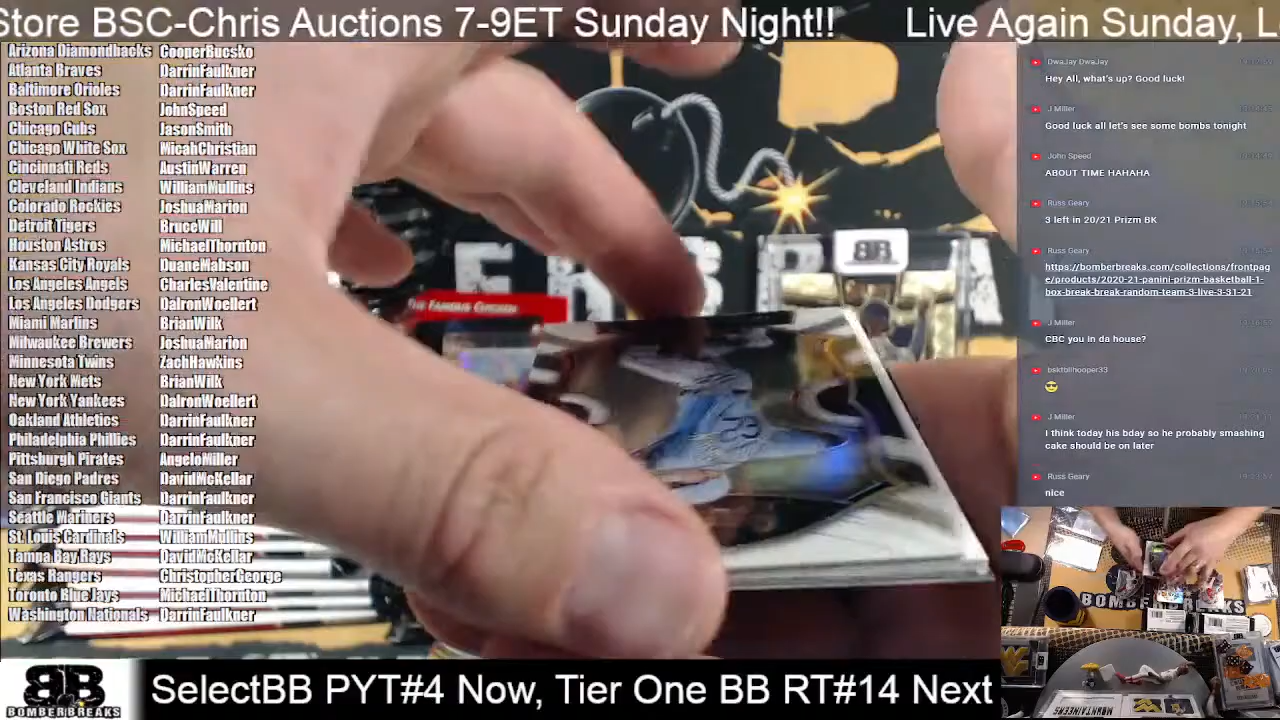 Store BSC-Chris Auctions 7-9ET Sunday Night!! Live Again Sunday, L
Arizona Diamondbacks CooperBucsko
Atlanta Braves DarrinFaulkner
Baltimore Orioles DarrinFaulkner
Boston Red Sox JohnSpeed
Chicago Cubs JasonSmith
Chicago White Sox MicahChristian
Cincinnati Reds AustinWarren
Cleveland Indians WilliamMullins
Colorado Rockies JoshuaMarion
Detroit Tigers BruceWill
Houston Astros MichaelThornton
Kansas City Royals DuaneMabson
Los Angeles Angels CharlesValentine
Los Angeles Dodgers DalronWoellert
Miami Marlins BrianWilk
Milwaukee Brewers JoshuaMarion
Minnesota Twins ZachHawkins
New York Mets BrianWilk
New York Yankees DalronWoellert
Oakland Athletics DarrinFaulkner
Philadelphia Phillies DarrinFaulkner
Pittsburgh Pirates AngeloMiller
San Diego Padres DavidMcKellar
San Francisco Giants DarrinFaulkner
Seattle Mariners DarrinFaulkner
St. Louis Cardinals WilliamMullins
Tampa Bay Rays DavidMcKellar
Texas Rangers ChristopherGeorge
Toronto Blue Jays MichaelThornton
Washington Nationals DarrinFaulkner
BB
The Famous Chicken
DwaJay DwaJay
Hey All, what's up? Good luck!
J Miller
Good luck all let's see some bombs tonight
John Speed
ABOUT TIME HAHAHA
Russ Geary
3 left in 20/21 Prizm BK
Russ Geary
https://bomberbreaks.com/collections/frontpag
e/products/2020-21-panini-prizm-basketball-1-
box-break-break-random-team-3-live-3-31-21
J Miller
CBC you in da house?
bsktbllhooper33
J Miller
I think today his bday so he probably smashing
cake should be on later
Russ Geary
nice
BOMBERBREAKS
MOUNTAINEERS
BB
BOMBERBREAKS
SelectBB PYT#4 Now, Tier One BB RT#14 Next